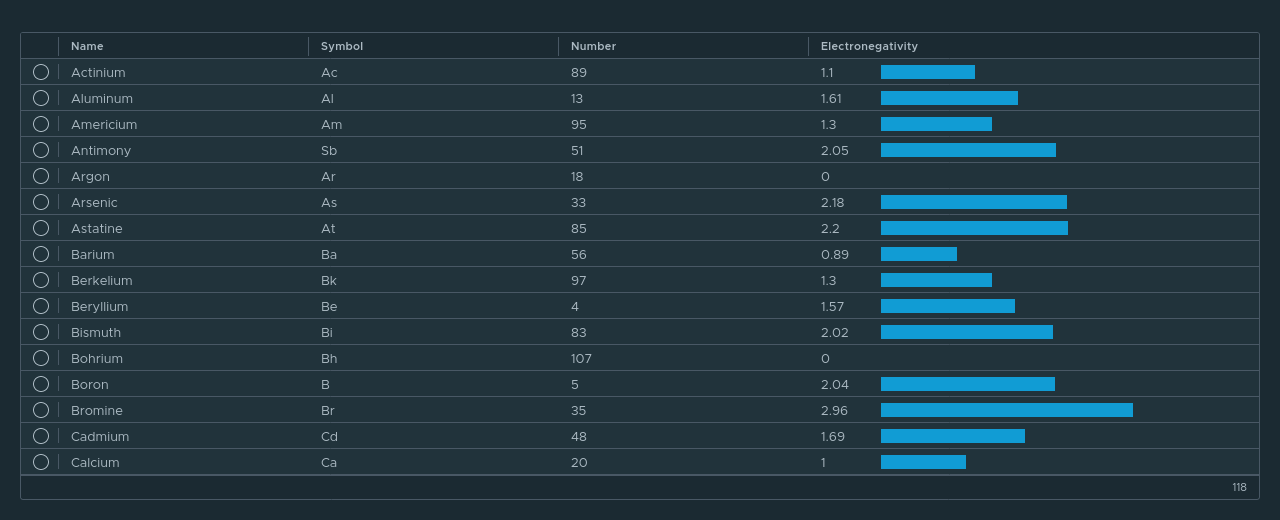 Name Symbol Number Electronegativity
Actinium Ac 89 1.1
Aluminum Al 13 1.61
Americium Am 95 1.3
Antimony Sb 51 2.05
Argon Ar 18 0
Arsenic As 33 2.18
Astatine At 85 2.2
Barium Ba 56 0.89
Berkelium Bk 97 1.3
Beryllium Be 4 1.57
Bismuth Bi 83 2.02
Bohrium Bh 107 0
Boron B 5 2.04
Bromine Br 35 2.96
Cadmium Cd 48 1.69
Calcium Ca 20 1
118